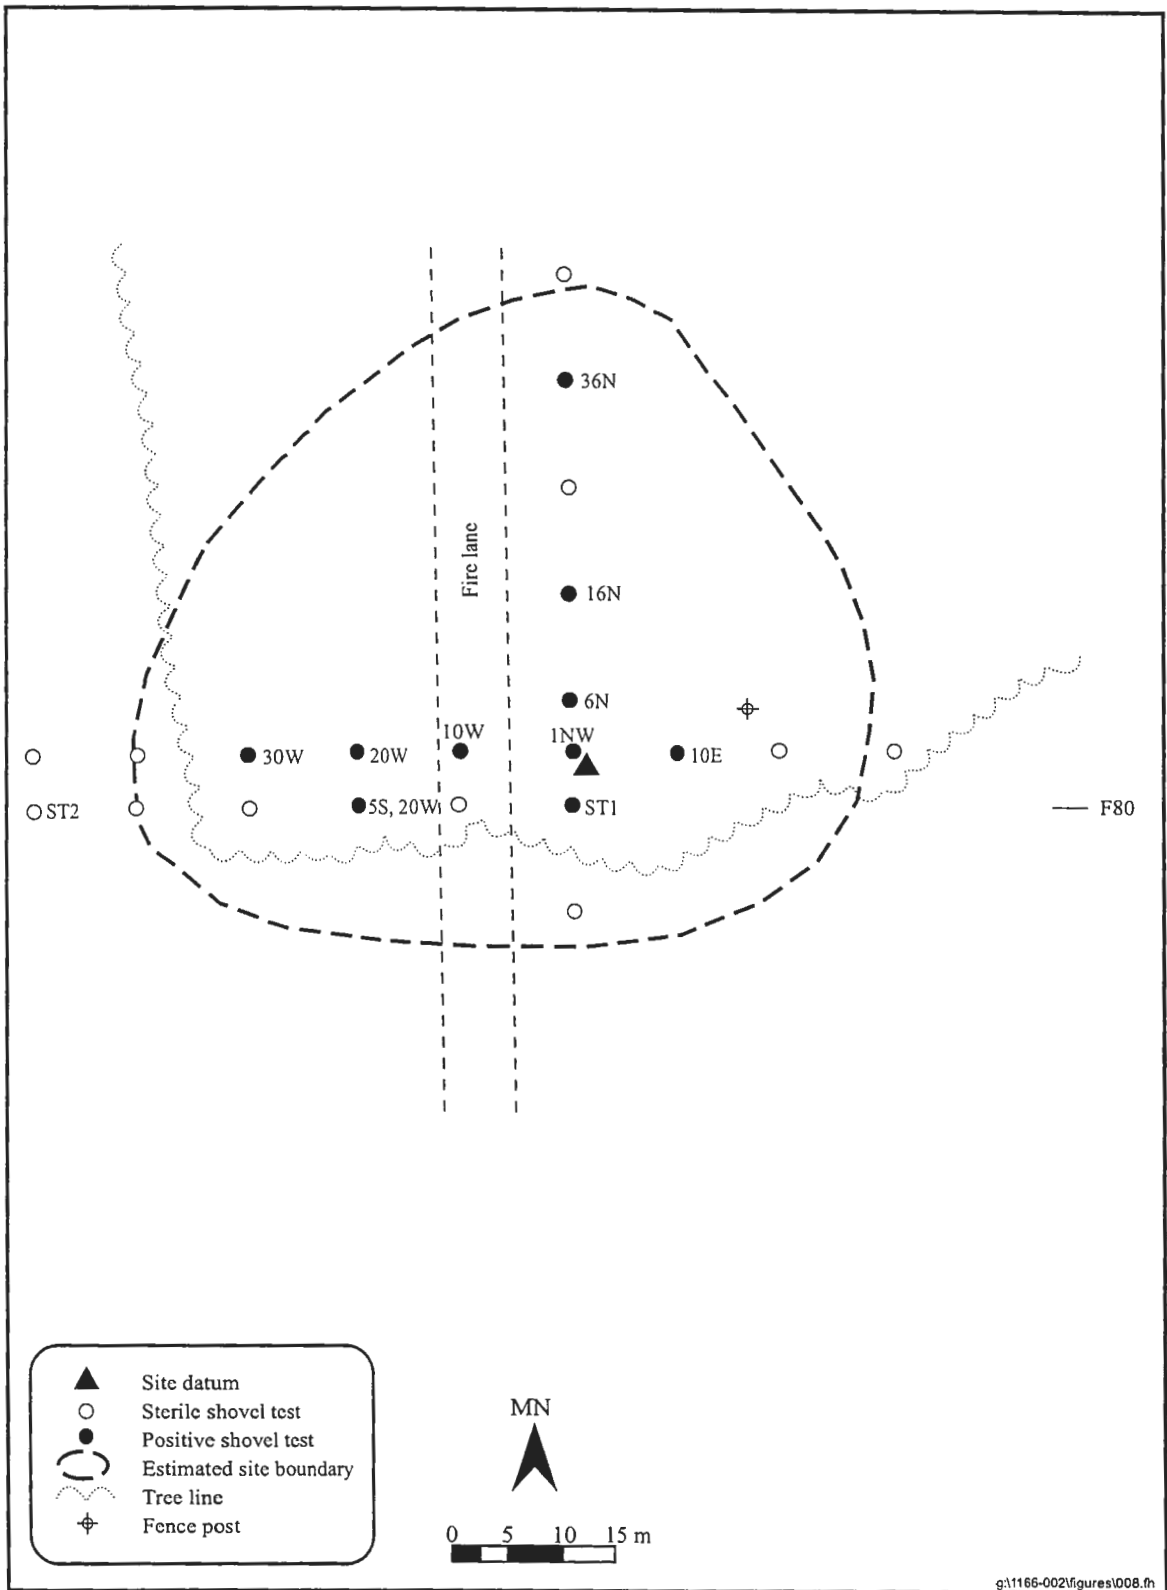 36N
Fire lane
16N
6N
10W
1NW
30W
20W
10E
ST2
5S, 20W
ST1
F80
Site datum
Sterile shovel test
Positive shovel test
Estimated site boundary
Tree line
Fence post
MN
0 5 10 15 m
g:\1166-002\figures\008.fh